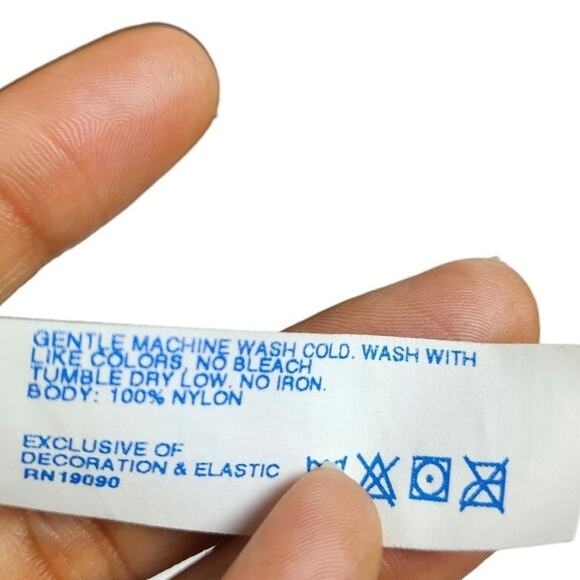 GENTLE MACHINE WASH COLD. WASH WITH
LIKE COLORS. NO BLEACH
TUMBLE DRY LOW. NO IRON.
BODY: 100% NYLON
EXCLUSIVE OF
DECORATION & ELASTIC
RN19090